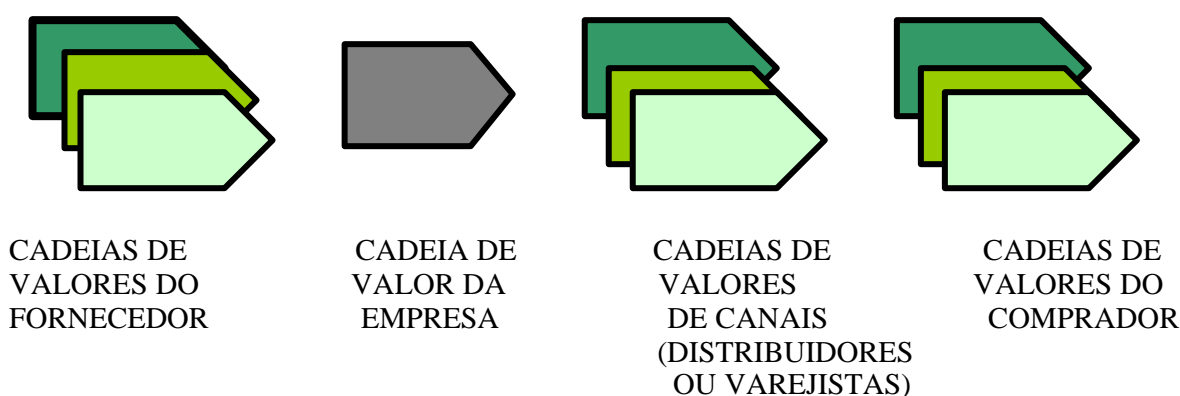 CADEIAS DE
VALORES DO
FORNECEDOR
CADEIA DE
VALOR DA
EMPRESA
CADEIAS DE
VALORES
DE CANAIS
(DISTRIBUIDORES
OU VAREJISTAS)
CADEIAS DE
VALORES DO
COMPRADOR